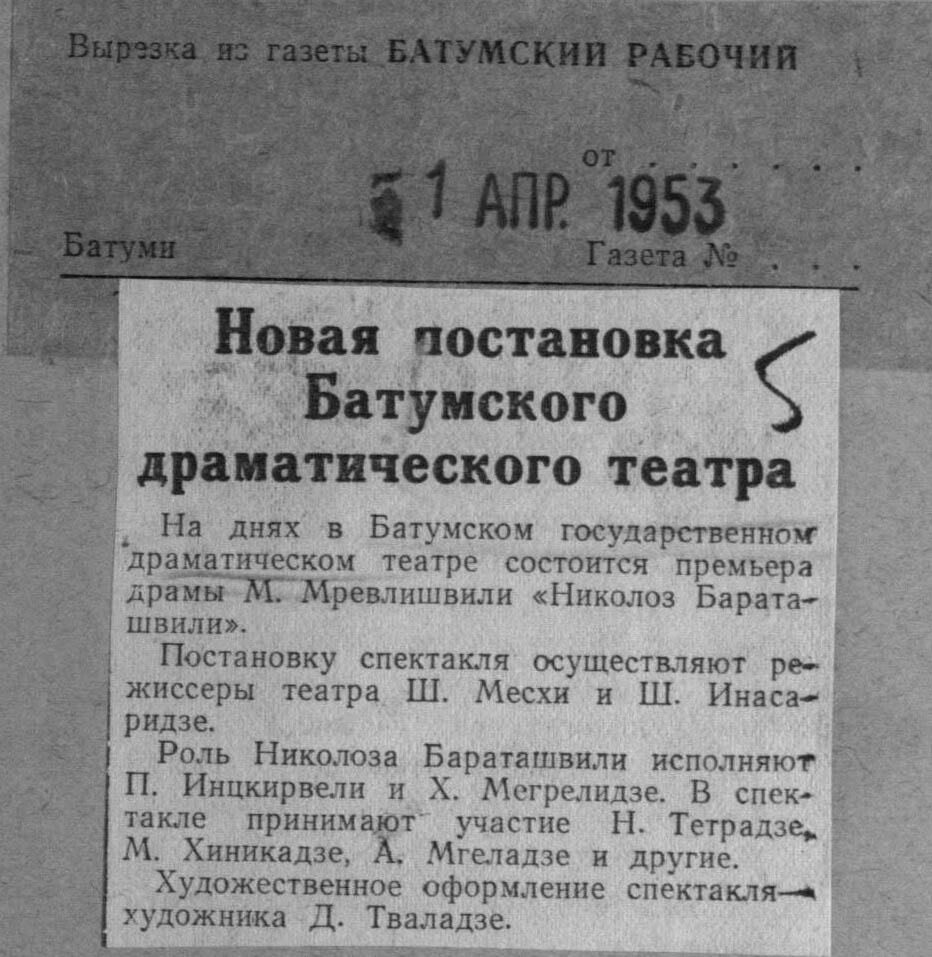 Вырезка из газеты БАТУМСКИЙ РАБОЧИЙ
от . . . . . . .
1 АПР. 1953
Батуми Газета № . . .
Новая постановка
Батумского
драматического театра
5
На днях в Батумском государственном
драматическом театре состоится премьера
драмы М. Мревлишвили «Николоз Барата-
швили».
Постановку спектакля осуществляют ре-
жиссеры театра Ш. Месхи и Ш. Инаса-
ридзе.
Роль Николоза Бараташвили исполняют
П. Инцкирвели и Х. Мегрелидзе. В спек-
такле принимают участие Н. Тетрадзе,
М. Хиникадзе, А. Мгеладзе и другие.
Художественное оформление спектакля—
художника Д. Тваладзе.